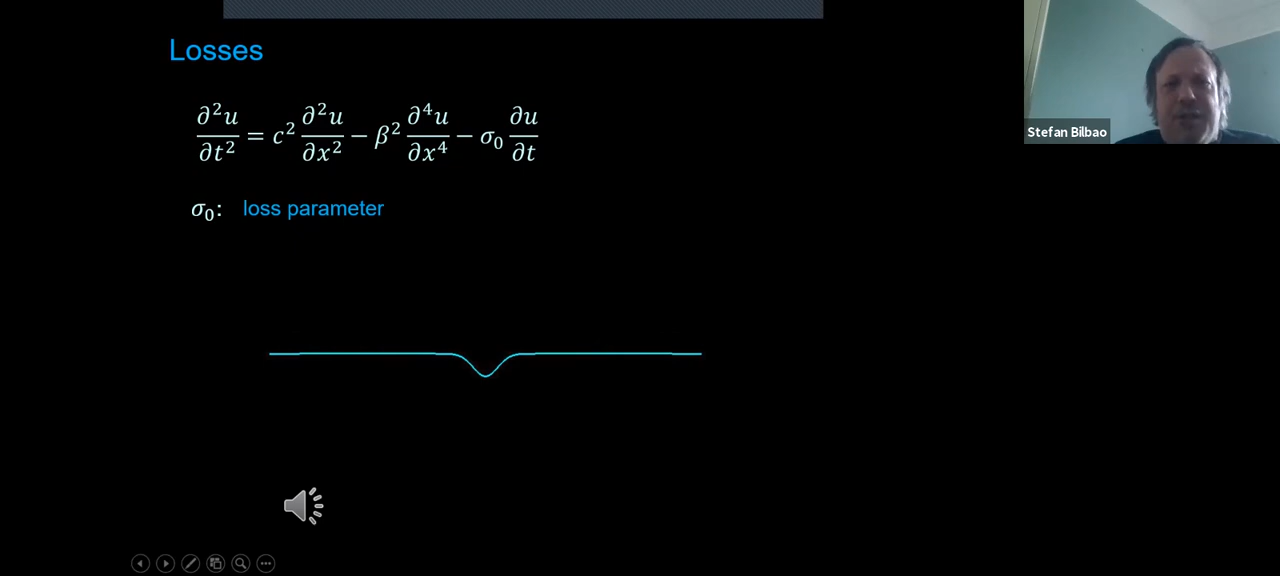 Losses
∂²u/∂t² = c² ∂²u/∂x² − β² ∂⁴u/∂x⁴ − σ₀ ∂u/∂t
σ₀: loss parameter
Stefan Bilbao